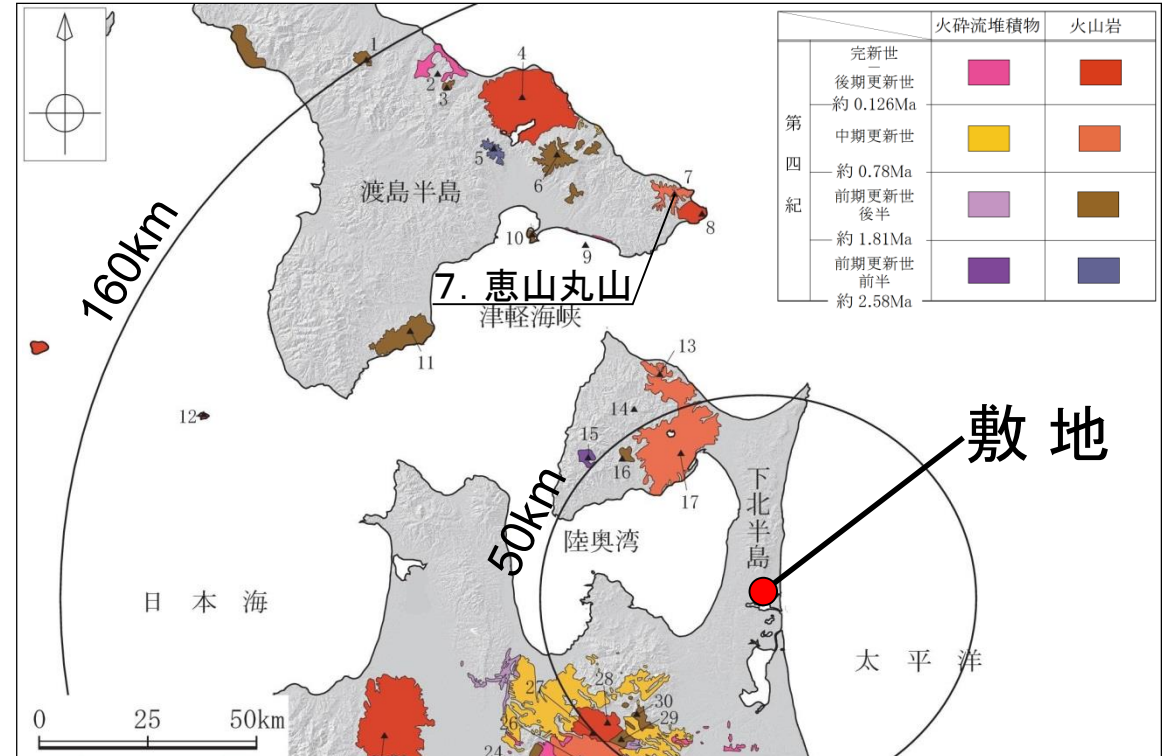 火砕流堆積物 火山岩
第四紀
完新世
―
後期更新世
約 0.126Ma
中期更新世
約 0.78Ma
前期更新世
後半
約 1.81Ma
前期更新世
前半
約 2.58Ma
1
2
3
4
5
6
7
8
9
10
渡島半島
160km
7. 恵山丸山
津軽海峡
11
12
13
14
15
16
17
敷地
50km
下北半島
陸奥湾
日本海
太平洋
27
28
30
29
26
24
0 25 50km